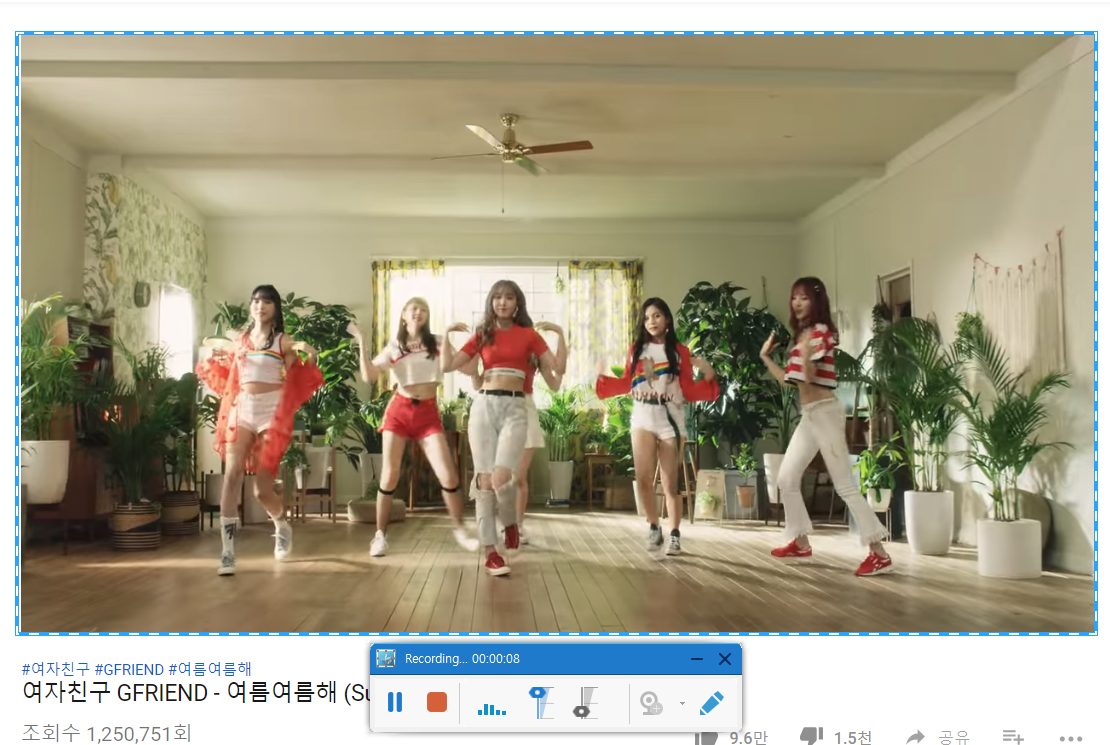 #여자친구 #GFRIEND #여름여름해
여자친구 GFRIEND - 여름여름해 (Su
Recording... 00:00:08
조회수 1,250,751회
9.6만
1.5천
공유